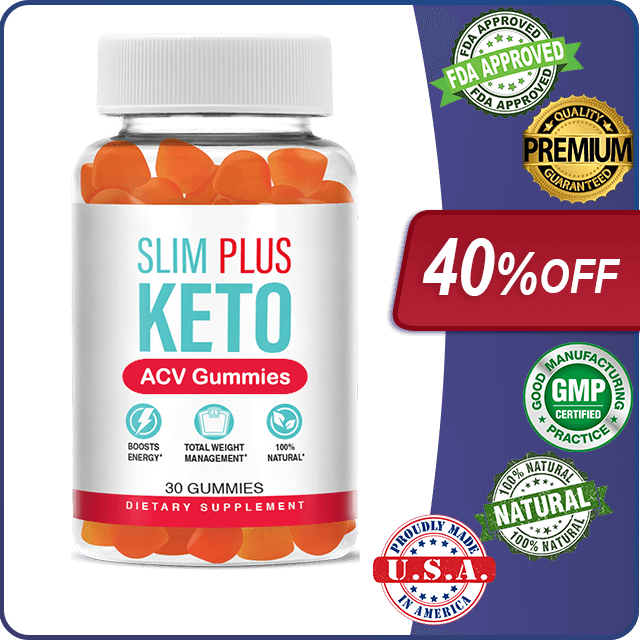 SLIM PLUS
KETO
ACV Gummies
BOOSTS
ENERGY*
TOTAL WEIGHT
MANAGEMENT*
100%
NATURAL*
30 GUMMIES
DIETARY SUPPLEMENT
FDA APPROVED
FDA APPROVED
FDA APPROVED
QUALITY
PREMIUM
GUARANTEED
40%OFF
GOOD MANUFACTURING
GMP
CERTIFIED
PRACTICE
100% NATURAL
NATURAL
100% NATURAL
PROUDLY MADE
U.S.A.
IN AMERICA